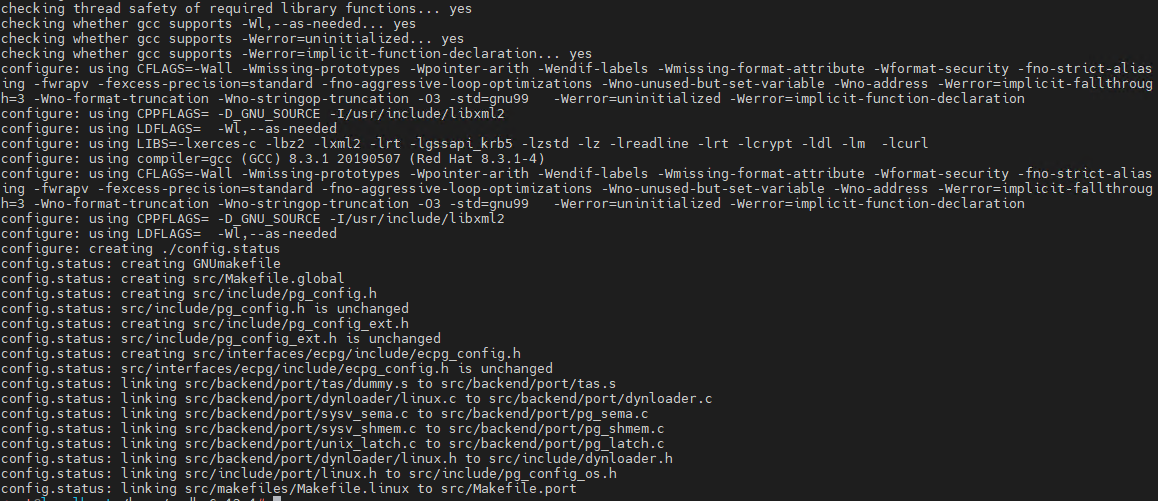 checking thread safety of required library functions... yes
checking whether gcc supports -Wl,--as-needed... yes
checking whether gcc supports -Werror=uninitialized... yes
checking whether gcc supports -Werror=implicit-function-declaration... yes
configure: using CFLAGS=-Wall -Wmissing-prototypes -Wpointer-arith -Wendif-labels -Wmissing-format-attribute -Wformat-security -fno-strict-alias
ing -fwrapv -fexcess-precision=standard -fno-aggressive-loop-optimizations -Wno-unused-but-set-variable -Wno-address -Werror=implicit-fallthroug
h=3 -Wno-format-truncation -Wno-stringop-truncation -O3 -std=gnu99   -Werror=uninitialized -Werror=implicit-function-declaration
configure: using CPPFLAGS= -D_GNU_SOURCE -I/usr/include/libxml2
configure: using LDFLAGS=  -Wl,--as-needed
configure: using LIBS=-lxerces-c -lbz2 -lxml2 -lrt -lgssapi_krb5 -lzstd -lz -lreadline -lrt -lcrypt -ldl -lm  -lcurl
configure: using compiler=gcc (GCC) 8.3.1 20190507 (Red Hat 8.3.1-4)
configure: using CFLAGS=-Wall -Wmissing-prototypes -Wpointer-arith -Wendif-labels -Wmissing-format-attribute -Wformat-security -fno-strict-alias
ing -fwrapv -fexcess-precision=standard -fno-aggressive-loop-optimizations -Wno-unused-but-set-variable -Wno-address -Werror=implicit-fallthroug
h=3 -Wno-format-truncation -Wno-stringop-truncation -O3 -std=gnu99   -Werror=uninitialized -Werror=implicit-function-declaration
configure: using CPPFLAGS= -D_GNU_SOURCE -I/usr/include/libxml2
configure: using LDFLAGS=  -Wl,--as-needed
configure: creating ./config.status
config.status: creating GNUmakefile
config.status: creating src/Makefile.global
config.status: creating src/include/pg_config.h
config.status: src/include/pg_config.h is unchanged
config.status: creating src/include/pg_config_ext.h
config.status: src/include/pg_config_ext.h is unchanged
config.status: creating src/interfaces/ecpg/include/ecpg_config.h
config.status: src/interfaces/ecpg/include/ecpg_config.h is unchanged
config.status: linking src/backend/port/tas/dummy.s to src/backend/port/tas.s
config.status: linking src/backend/port/dynloader/linux.c to src/backend/port/dynloader.c
config.status: linking src/backend/port/sysv_sema.c to src/backend/port/pg_sema.c
config.status: linking src/backend/port/sysv_shmem.c to src/backend/port/pg_shmem.c
config.status: linking src/backend/port/unix_latch.c to src/backend/port/pg_latch.c
config.status: linking src/backend/port/dynloader/linux.h to src/include/dynloader.h
config.status: linking src/include/port/linux.h to src/include/pg_config_os.h
config.status: linking src/makefiles/Makefile.linux to src/Makefile.port